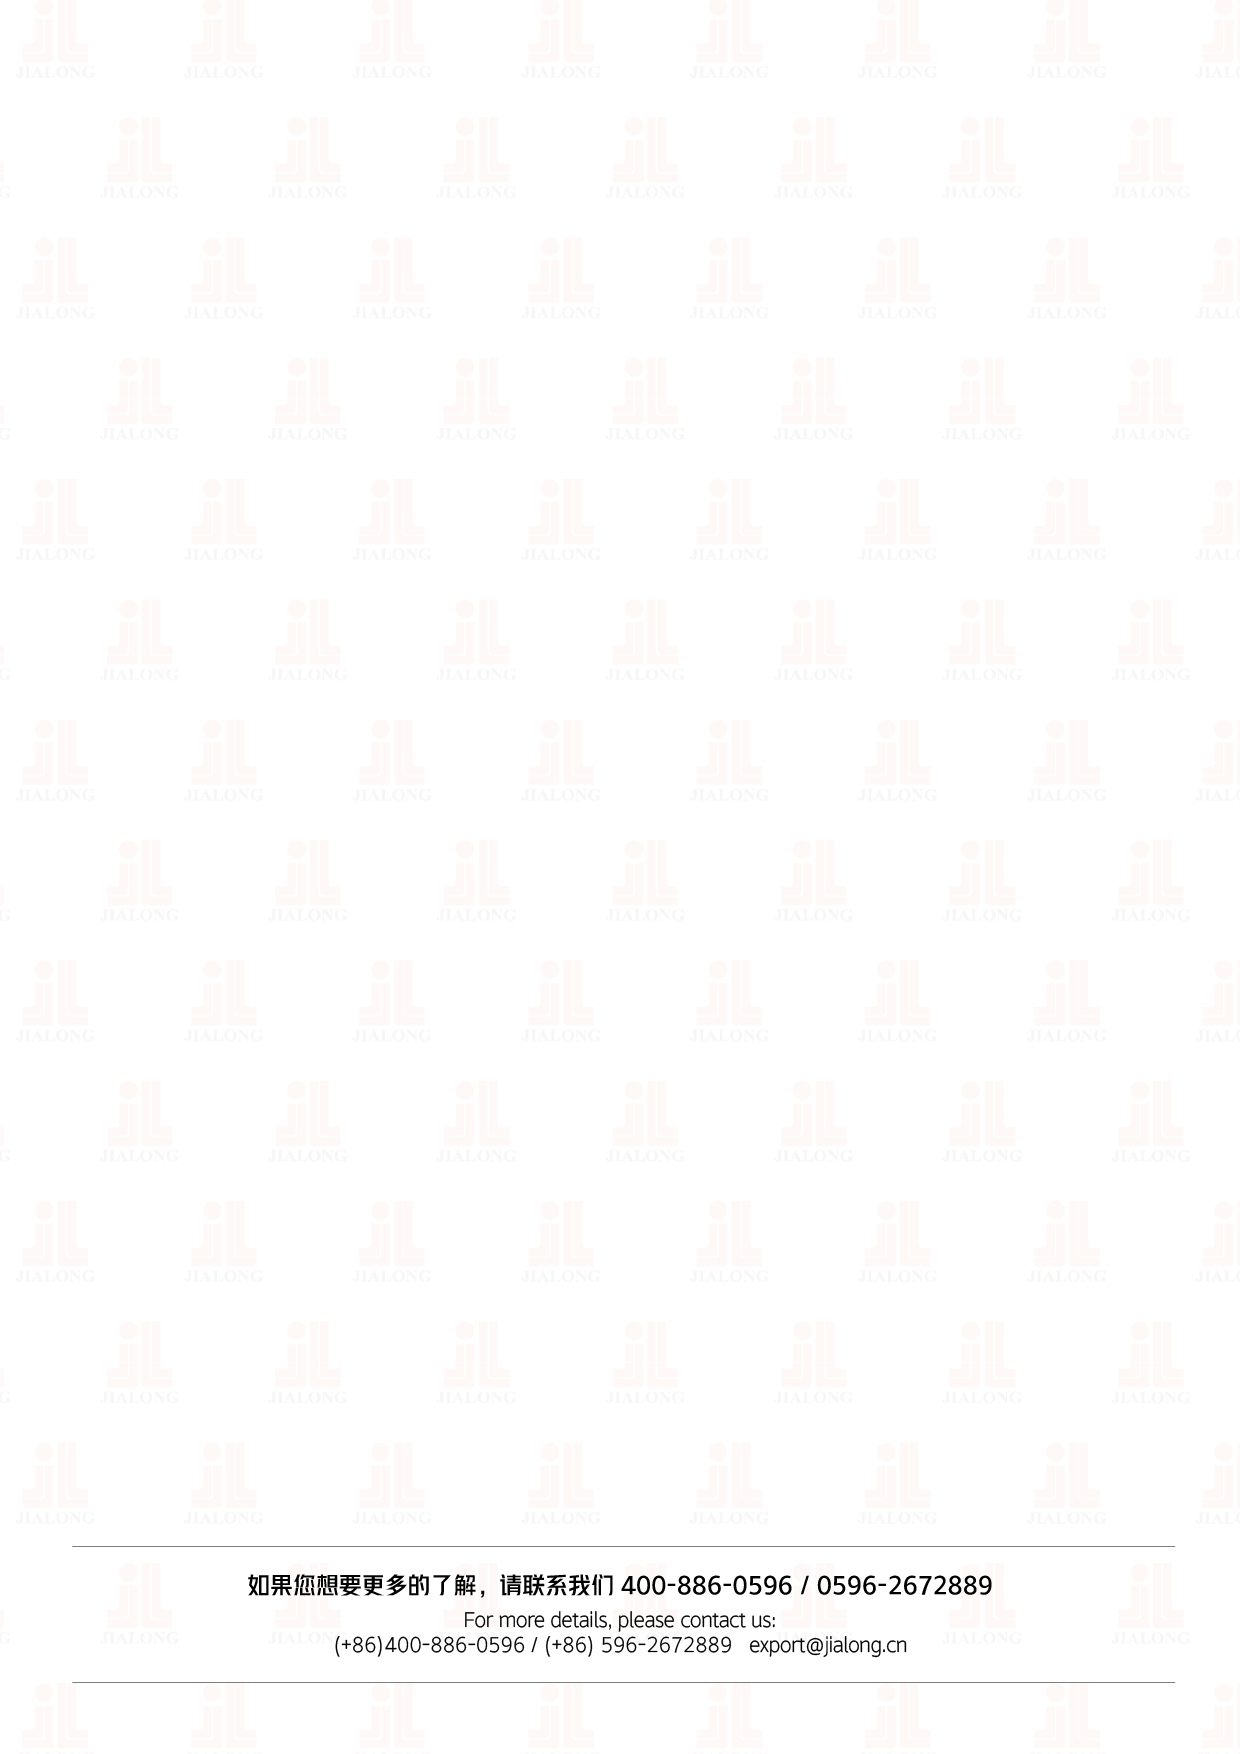 如果您想要更多的了解，请联系我们 400-886-0596 / 0596-2672889
For more details, please contact us:
(+86)400-886-0596 / (+86) 596-2672889 export@jialong.cn
JIALONG